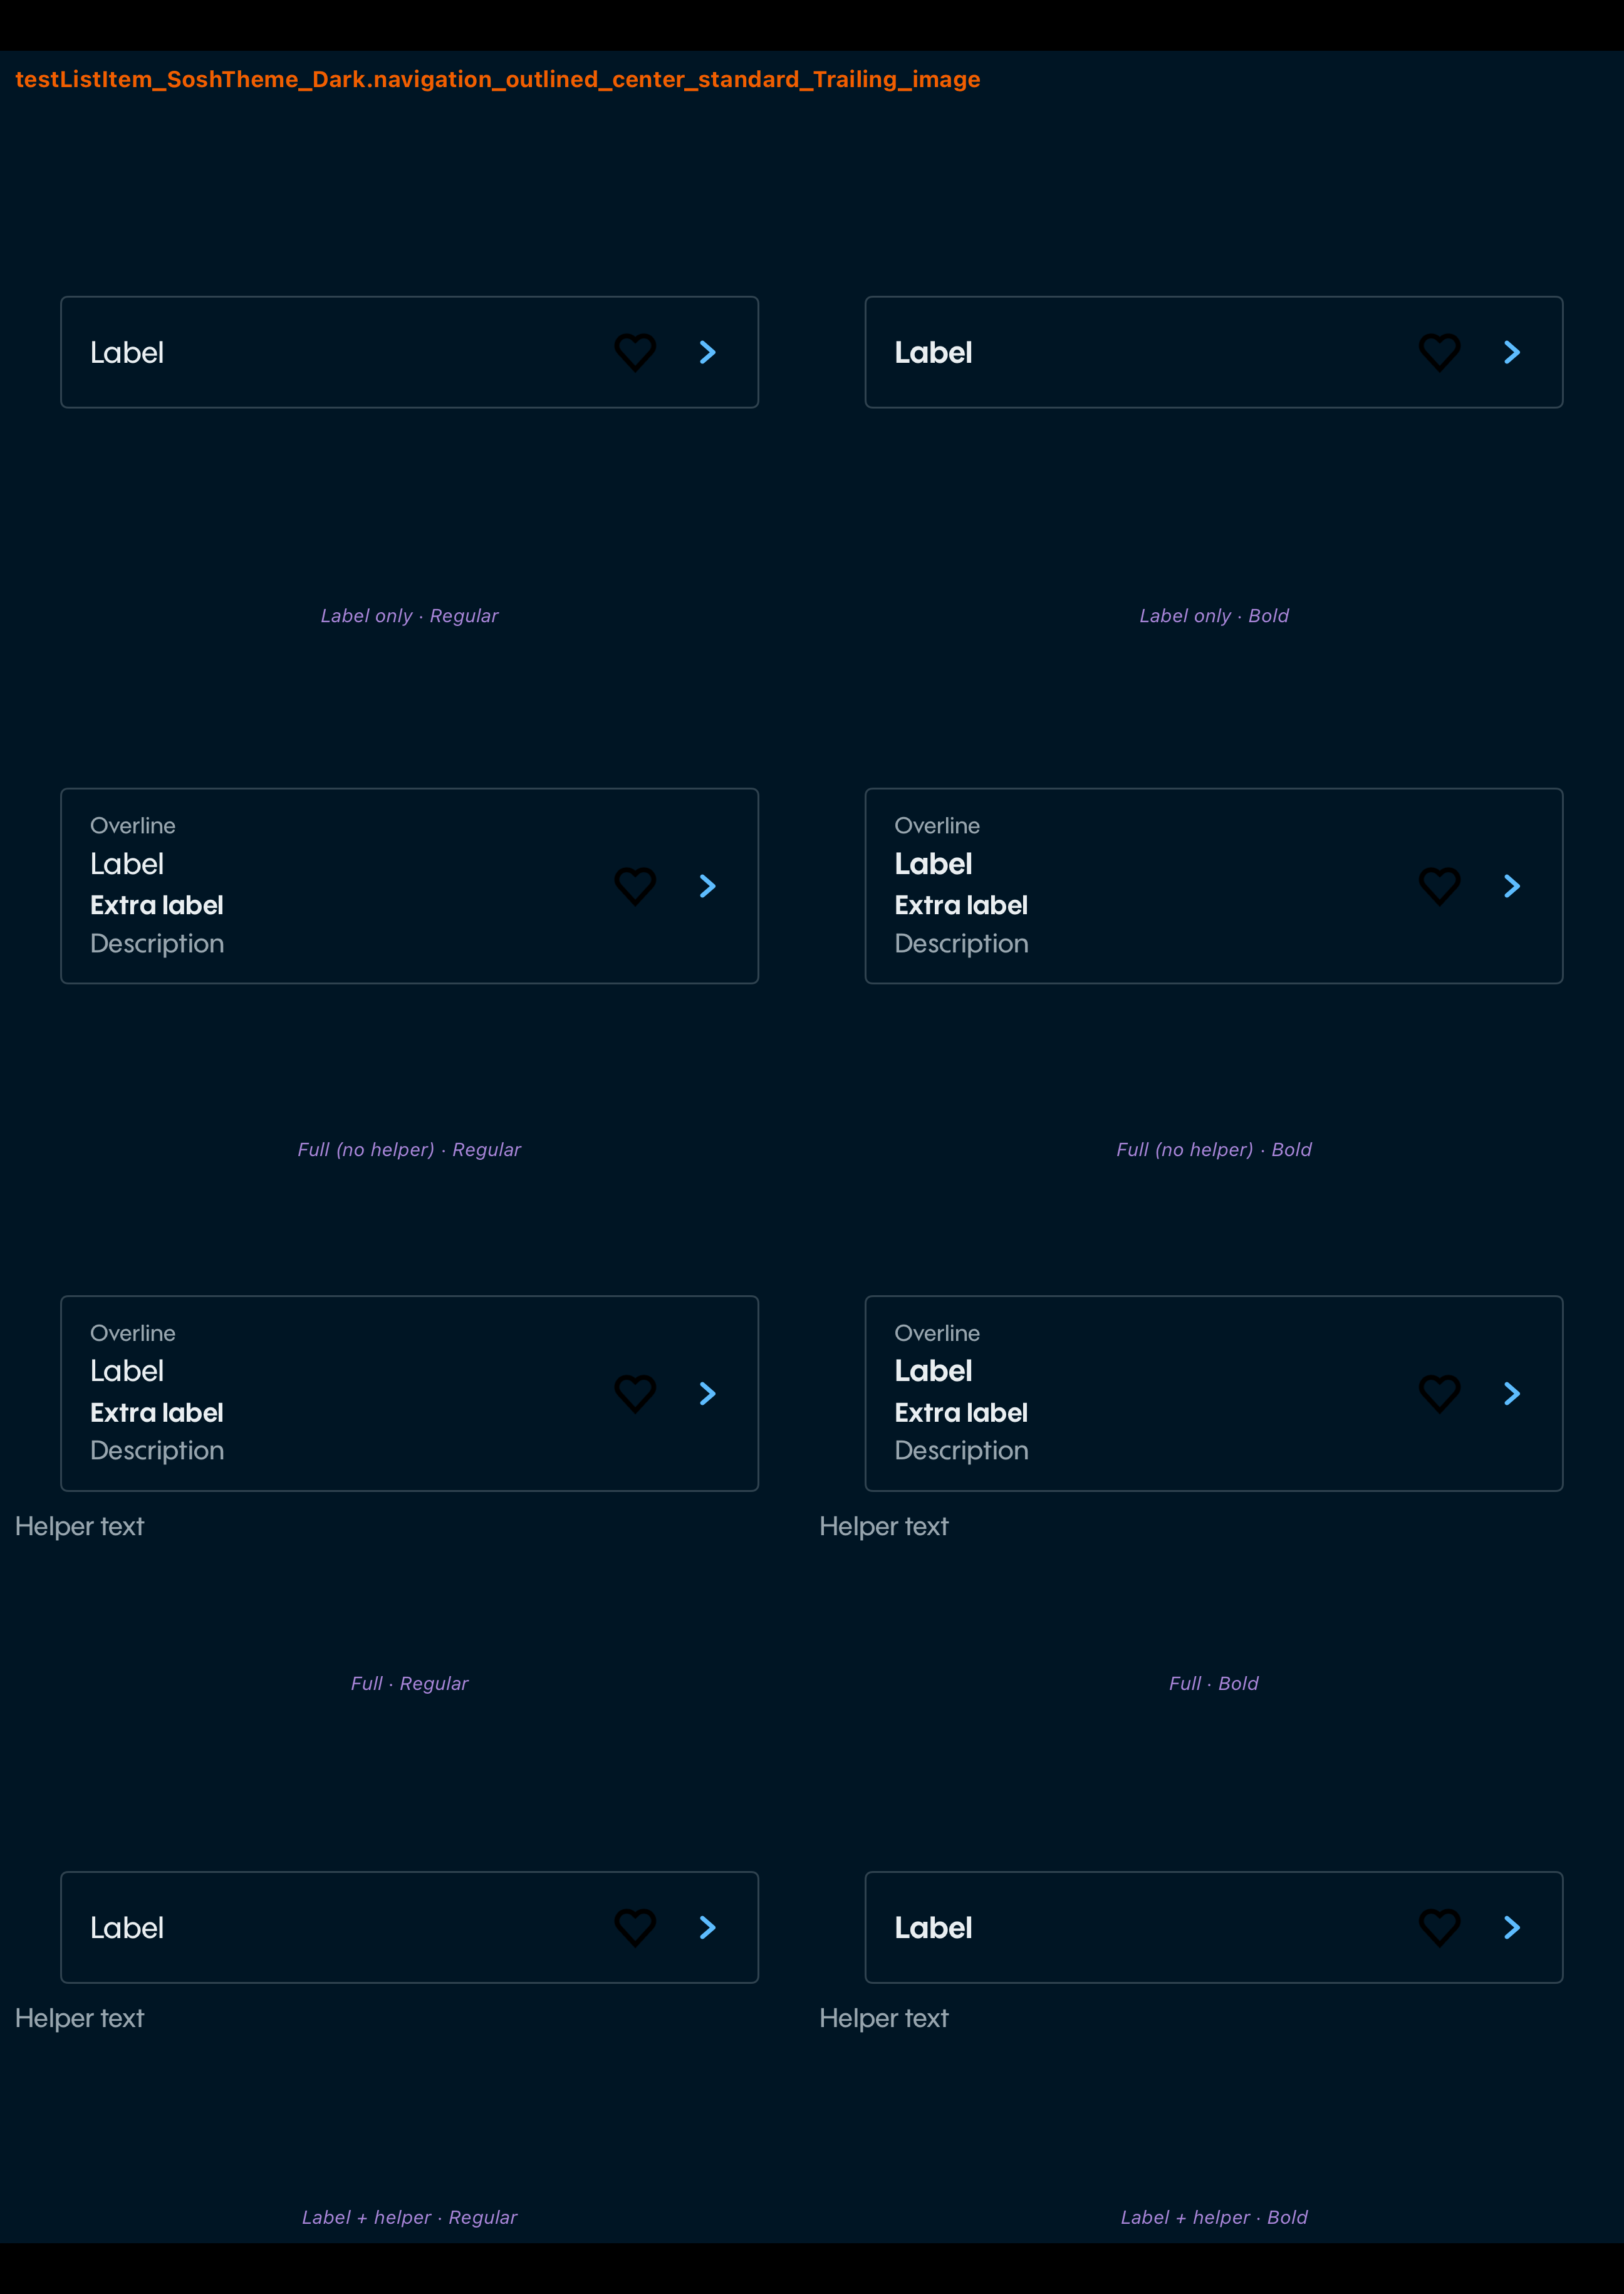 testListItem_SoshTheme_Dark.navigation_outlined_center_standard_Trailing_image
Label
Label
Label only · Regular
Label only · Bold
Overline
Label
Extra label
Description
Overline
Label
Extra label
Description
Full (no helper) · Regular
Full (no helper) · Bold
Overline
Label
Extra label
Description
Helper text
Overline
Label
Extra label
Description
Helper text
Full · Regular
Full · Bold
Label
Helper text
Label
Helper text
Label + helper · Regular
Label + helper · Bold